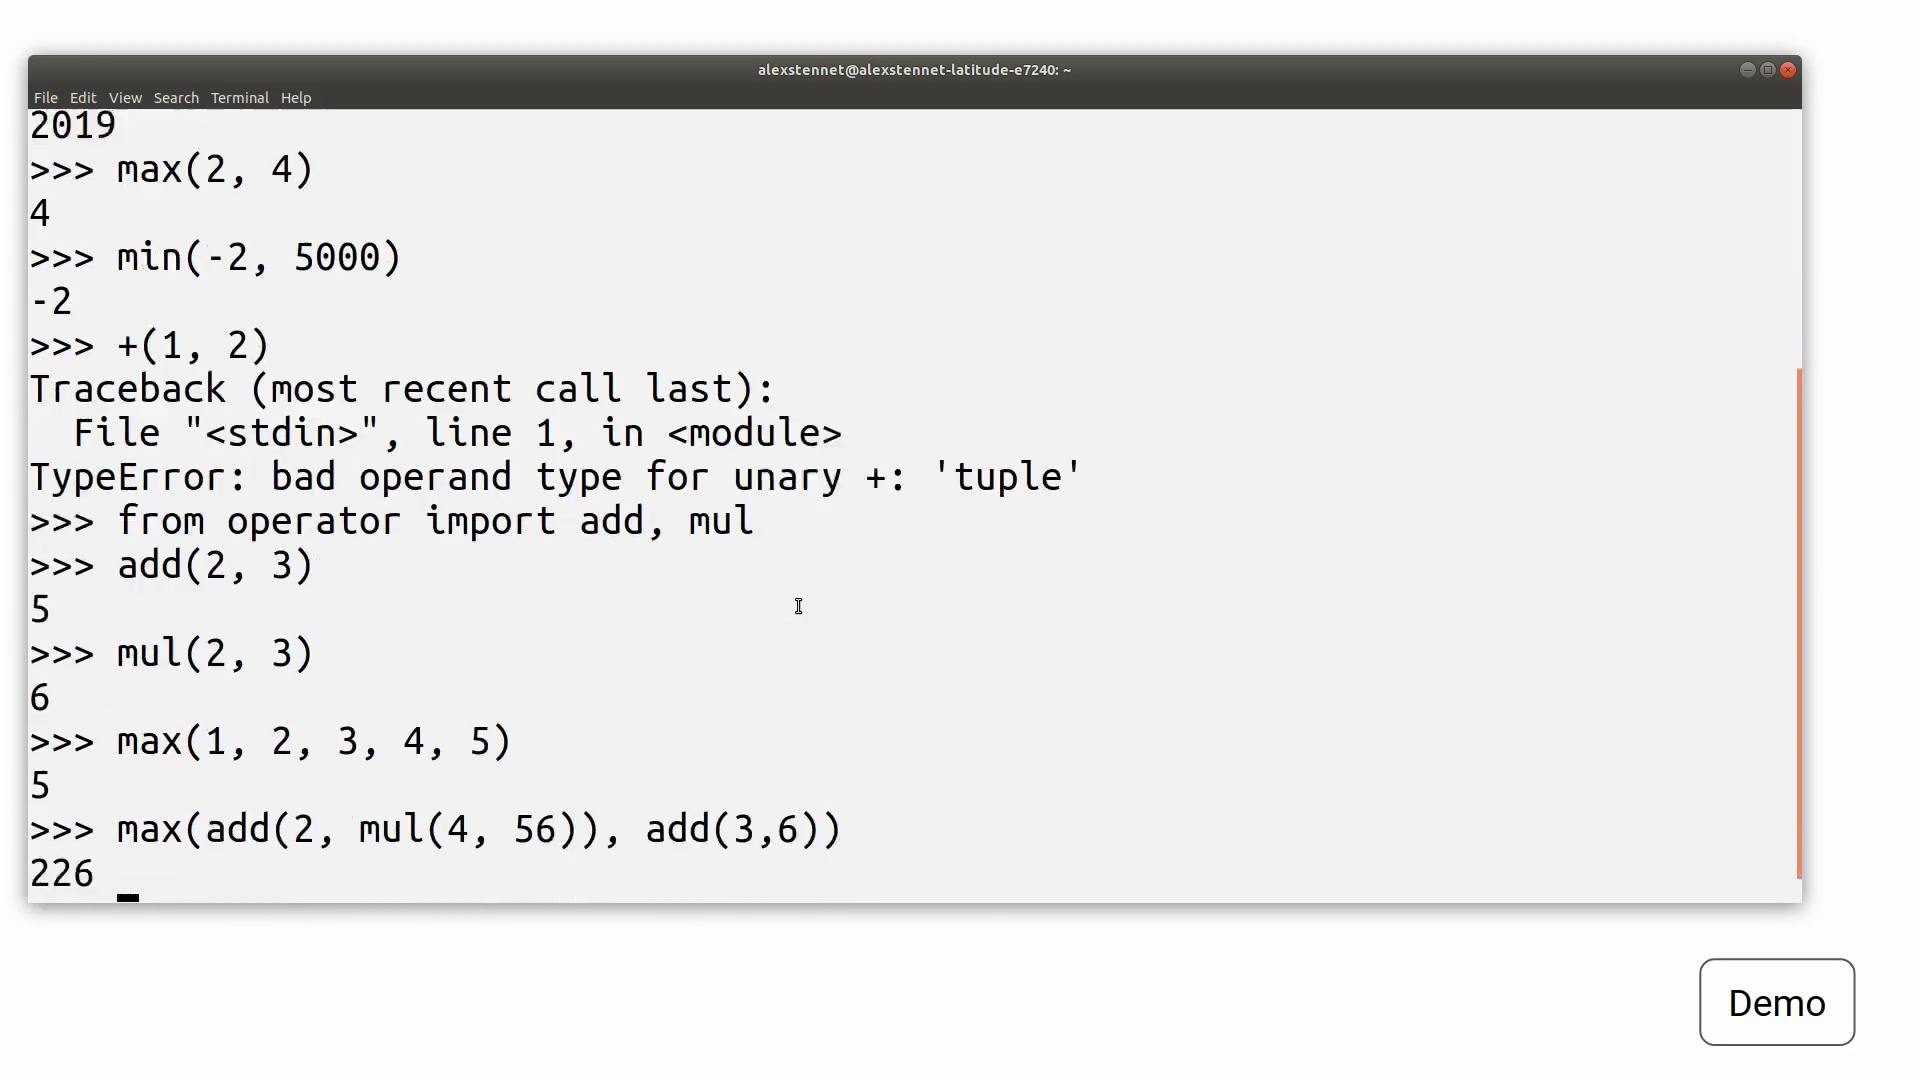 alexstennet@alexstennet-latitude-e7240: ~
File Edit View Search Terminal Help
2019
>>> max(2, 4)
4
>>> min(-2, 5000)
-2
>>> +(1, 2)
Traceback (most recent call last):
  File "<stdin>", line 1, in <module>
TypeError: bad operand type for unary +: 'tuple'
>>> from operator import add, mul
>>> add(2, 3)
5
>>> mul(2, 3)
6
>>> max(1, 2, 3, 4, 5)
5
>>> max(add(2, mul(4, 56)), add(3,6))
226
Demo